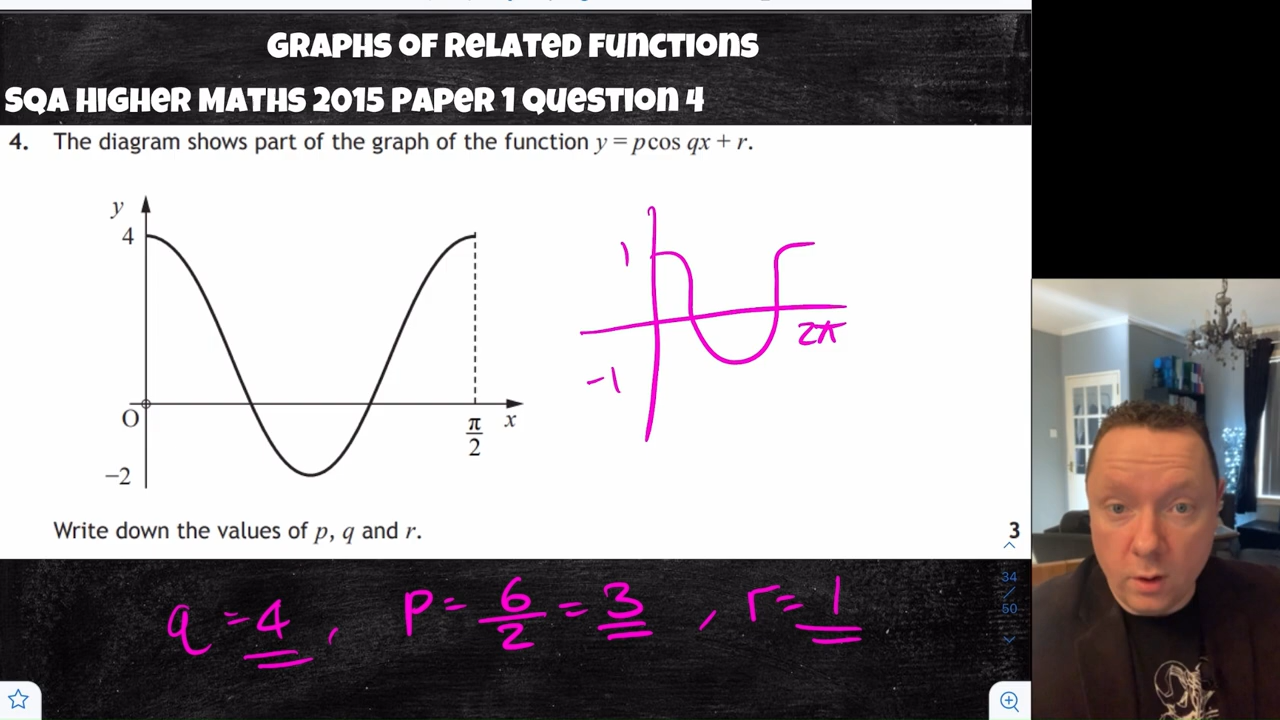 GRAPHS OF RELATED FUNCTIONS
SQA HIGHER MATHS 2015 PAPER 1 QUESTION 4
4. The diagram shows part of the graph of the function y = p cos qx + r.
y
4
O
π/2
x
−2
1
−1
2π
Write down the values of p, q and r.
3
q = 4, p = 6/2 = 3, r = 1
34
/
50